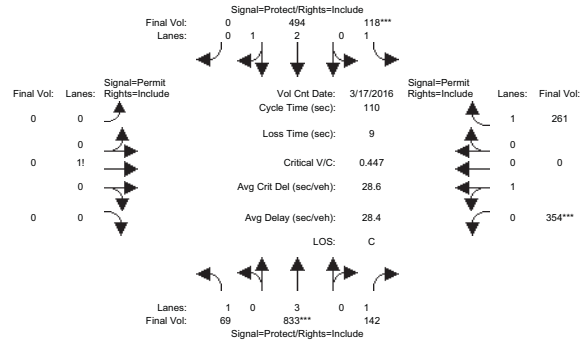 Signal=Protect/Rights=Include
Final Vol: 0 494 118***
Lanes: 0 1 2 0 1
Signal=Permit
Final Vol: Lanes: Rights=Include
Vol Cnt Date: 3/17/2016
Signal=Permit
Rights=Include Lanes: Final Vol:
Cycle Time (sec): 110
0 0
1 261
Loss Time (sec): 9
0
0
0 1!
Critical V/C: 0.447
0 0
0
Avg Crit Del (sec/veh): 28.6
1
0 0
Avg Delay (sec/veh): 28.4
0 354***
LOS: C
Lanes: 1 0 3 0 1
Final Vol: 69 833*** 142
Signal=Protect/Rights=Include